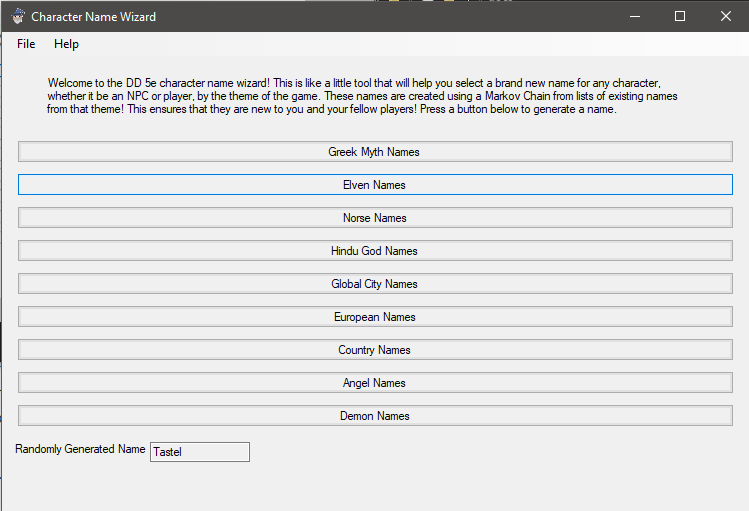 Character Name Wizard
File Help
Welcome to the DD 5e character name wizard! This is like a little tool that will help you select a brand new name for any character,
whether it be an NPC or player, by the theme of the game. These names are created using a Markov Chain from lists of existing names
from that theme! This ensures that they are new to you and your fellow players! Press a button below to generate a name.
Greek Myth Names
Elven Names
Norse Names
Hindu God Names
Global City Names
European Names
Country Names
Angel Names
Demon Names
Randomly Generated Name Tastel